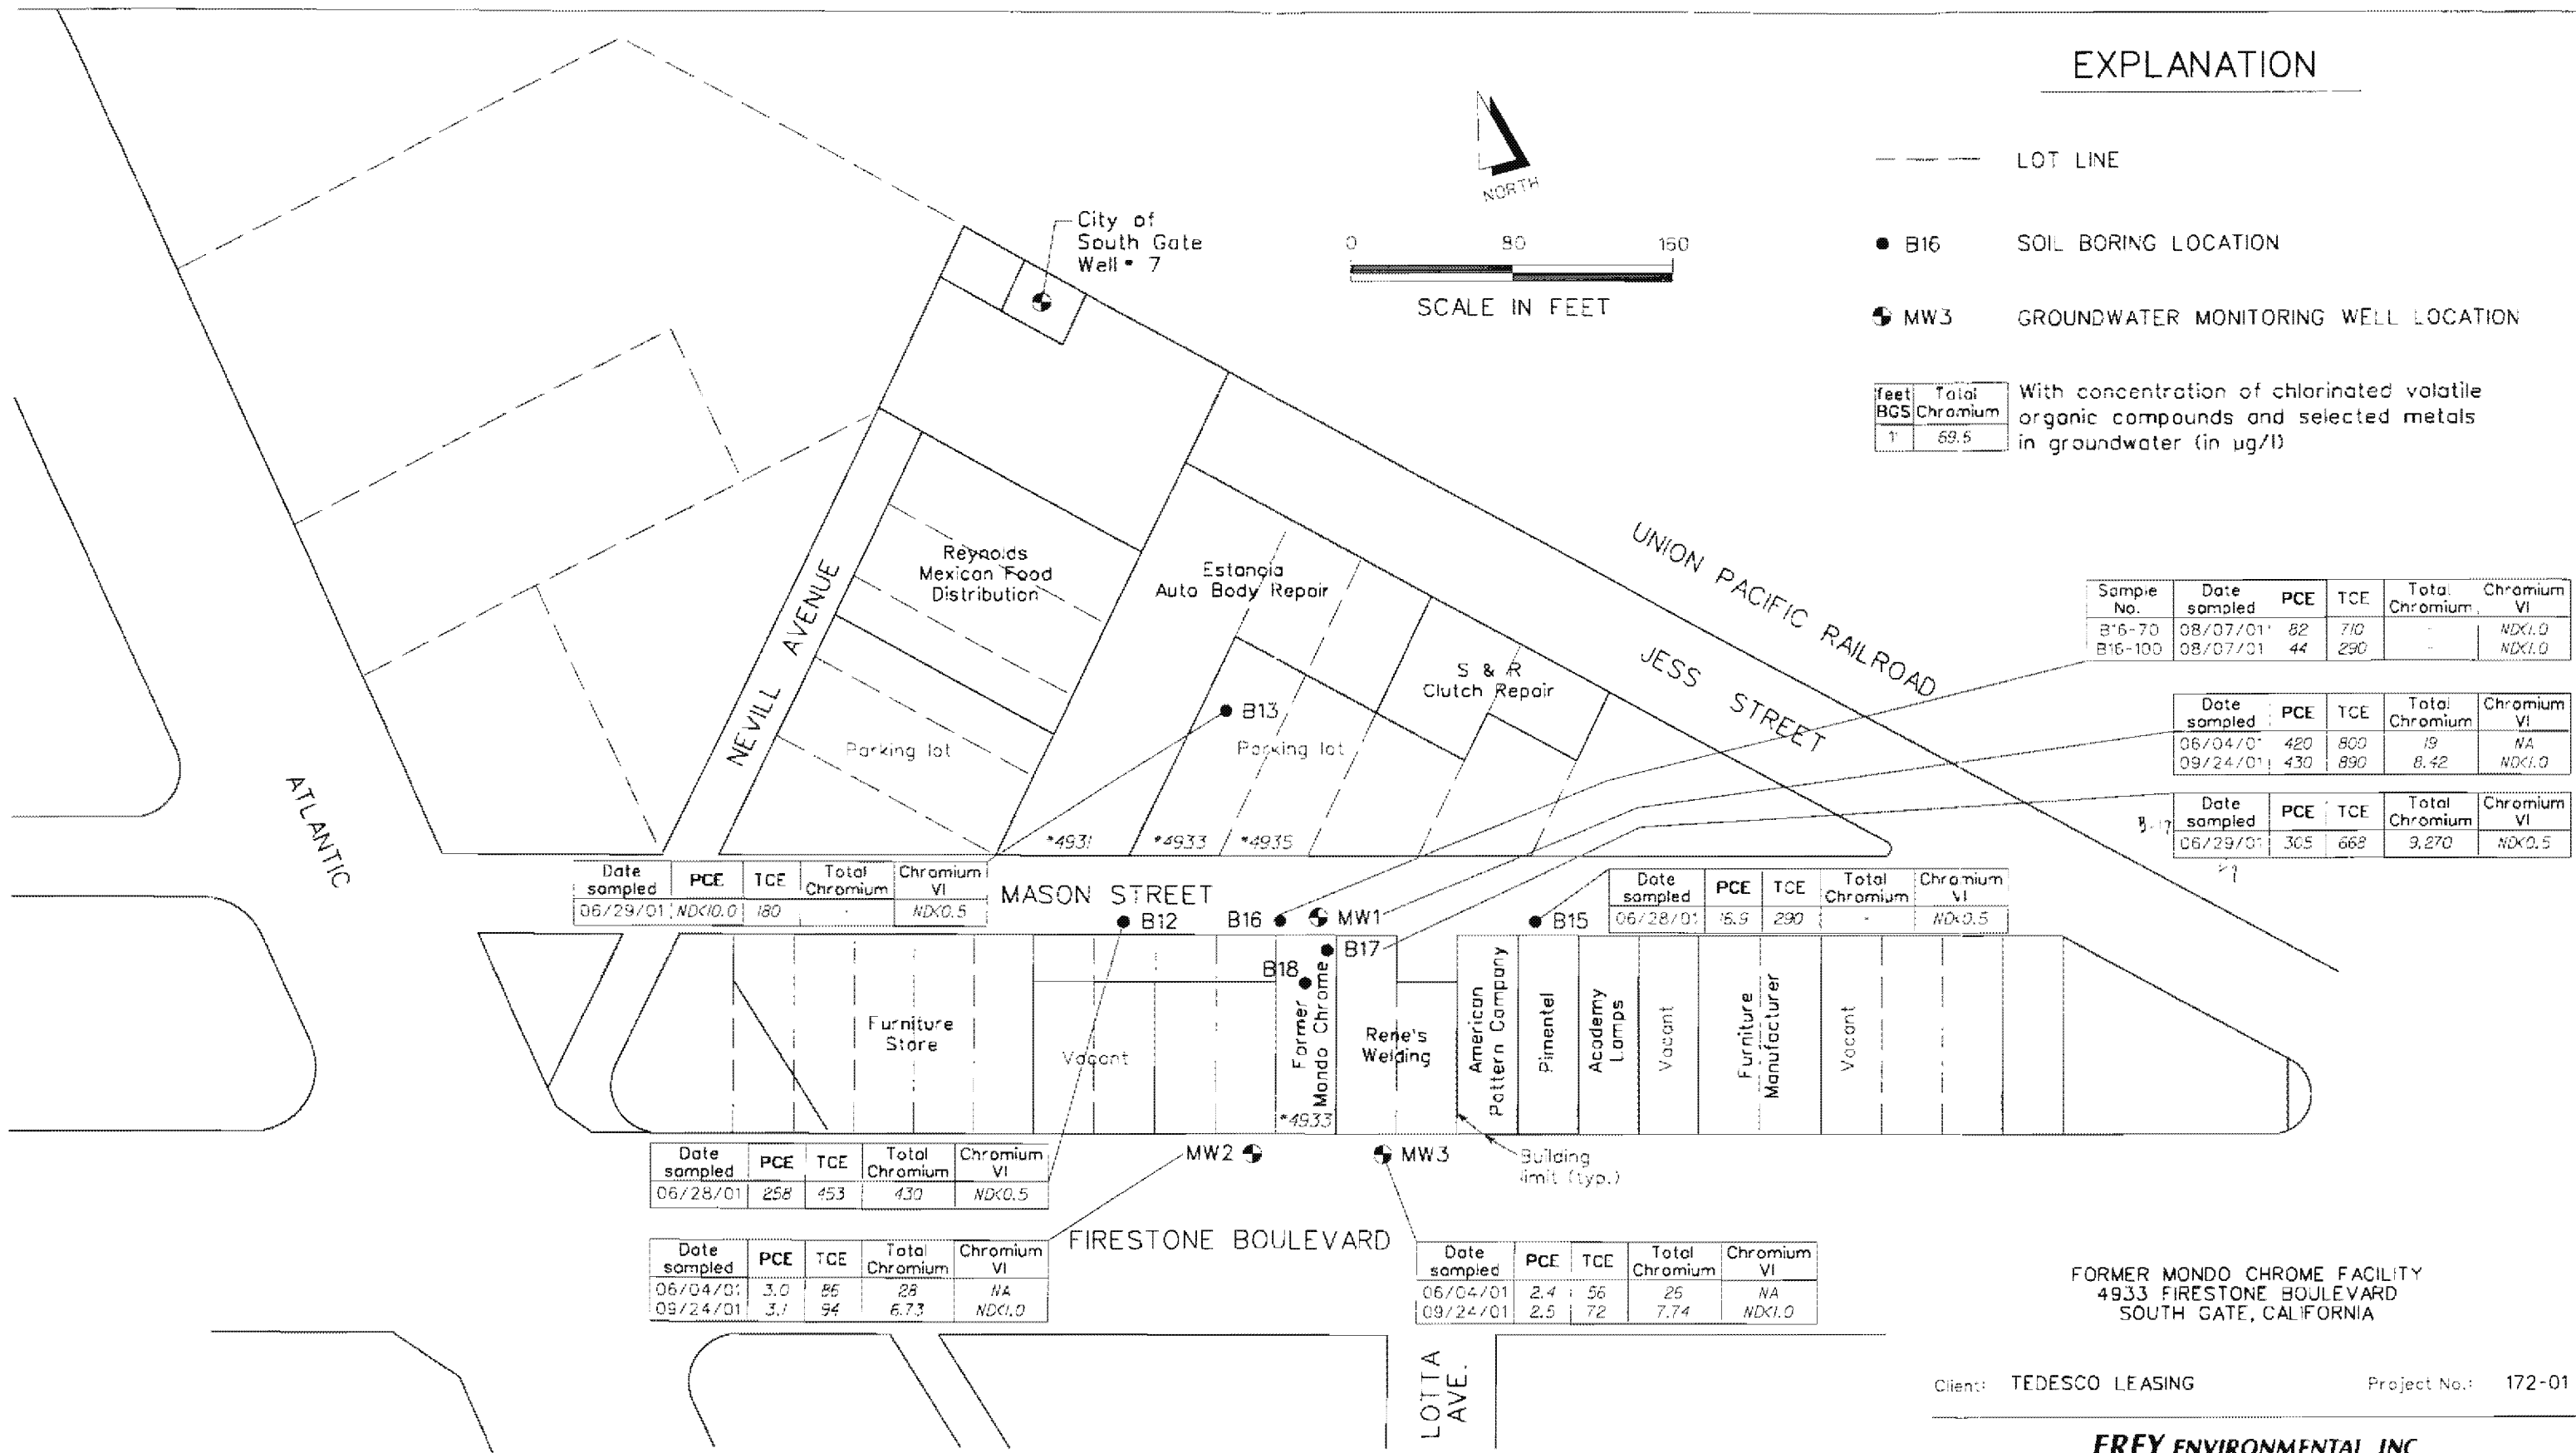 EXPLANATION
LOT LINE
B16 SOIL BORING LOCATION
MW3 GROUNDWATER MONITORING WELL LOCATION
feet BGS Total Chromium
1' 69.5
With concentration of chlorinated volatile
organic compounds and selected metals
in groundwater (in µg/l)
NORTH
0 80 160
SCALE IN FEET
City of
South Gate
Well # 7
UNION PACIFIC RAILROAD
JESS STREET
NEVILL AVENUE
ATLANTIC
Reynolds
Mexican Food
Distribution
Estancia
Auto Body Repair
S & R
Clutch Repair
B13
Parking lot
Parking lot
#4931 #4933 #4935
Sample No. Date sampled PCE TCE Total Chromium Chromium VI
B16-70 08/07/01 82 710 - ND<1.0
B16-100 08/07/01 44 290 - ND<1.0
Date sampled PCE TCE Total Chromium Chromium VI
06/04/01 420 800 19 NA
09/24/01 430 890 8.42 ND<1.0
B-17
Date sampled PCE TCE Total Chromium Chromium VI
06/29/01 305 668 9,270 ND<0.5
Date sampled PCE TCE Total Chromium Chromium VI
06/29/01 ND<10.0 180 - ND<0.5
MASON STREET
B12
B16
MW1
B15
B17
B18
Date sampled PCE TCE Total Chromium Chromium VI
06/28/01 16.9 290 - ND<0.5
Furniture
Store
Vacant
Former
Mondo Chrome
#4933
Rene's
Welding
American
Pattern Company
Pimentel
Academy
Lamps
Vacant
Furniture
Manufacturer
Vacant
MW2
MW3
Building
limit (typ.)
Date sampled PCE TCE Total Chromium Chromium VI
06/28/01 258 453 430 ND<0.5
FIRESTONE BOULEVARD
Date sampled PCE TCE Total Chromium Chromium VI
06/04/01 3.0 86 28 NA
09/24/01 3.1 94 6.73 ND<1.0
Date sampled PCE TCE Total Chromium Chromium VI
06/04/01 2.4 56 25 NA
09/24/01 2.5 72 7.74 ND<1.0
LOTTA
AVE.
FORMER MONDO CHROME FACILITY
4933 FIRESTONE BOULEVARD
SOUTH GATE, CALIFORNIA
Client: TEDESCO LEASING Project No.: 172-01
FREY ENVIRONMENTAL, INC